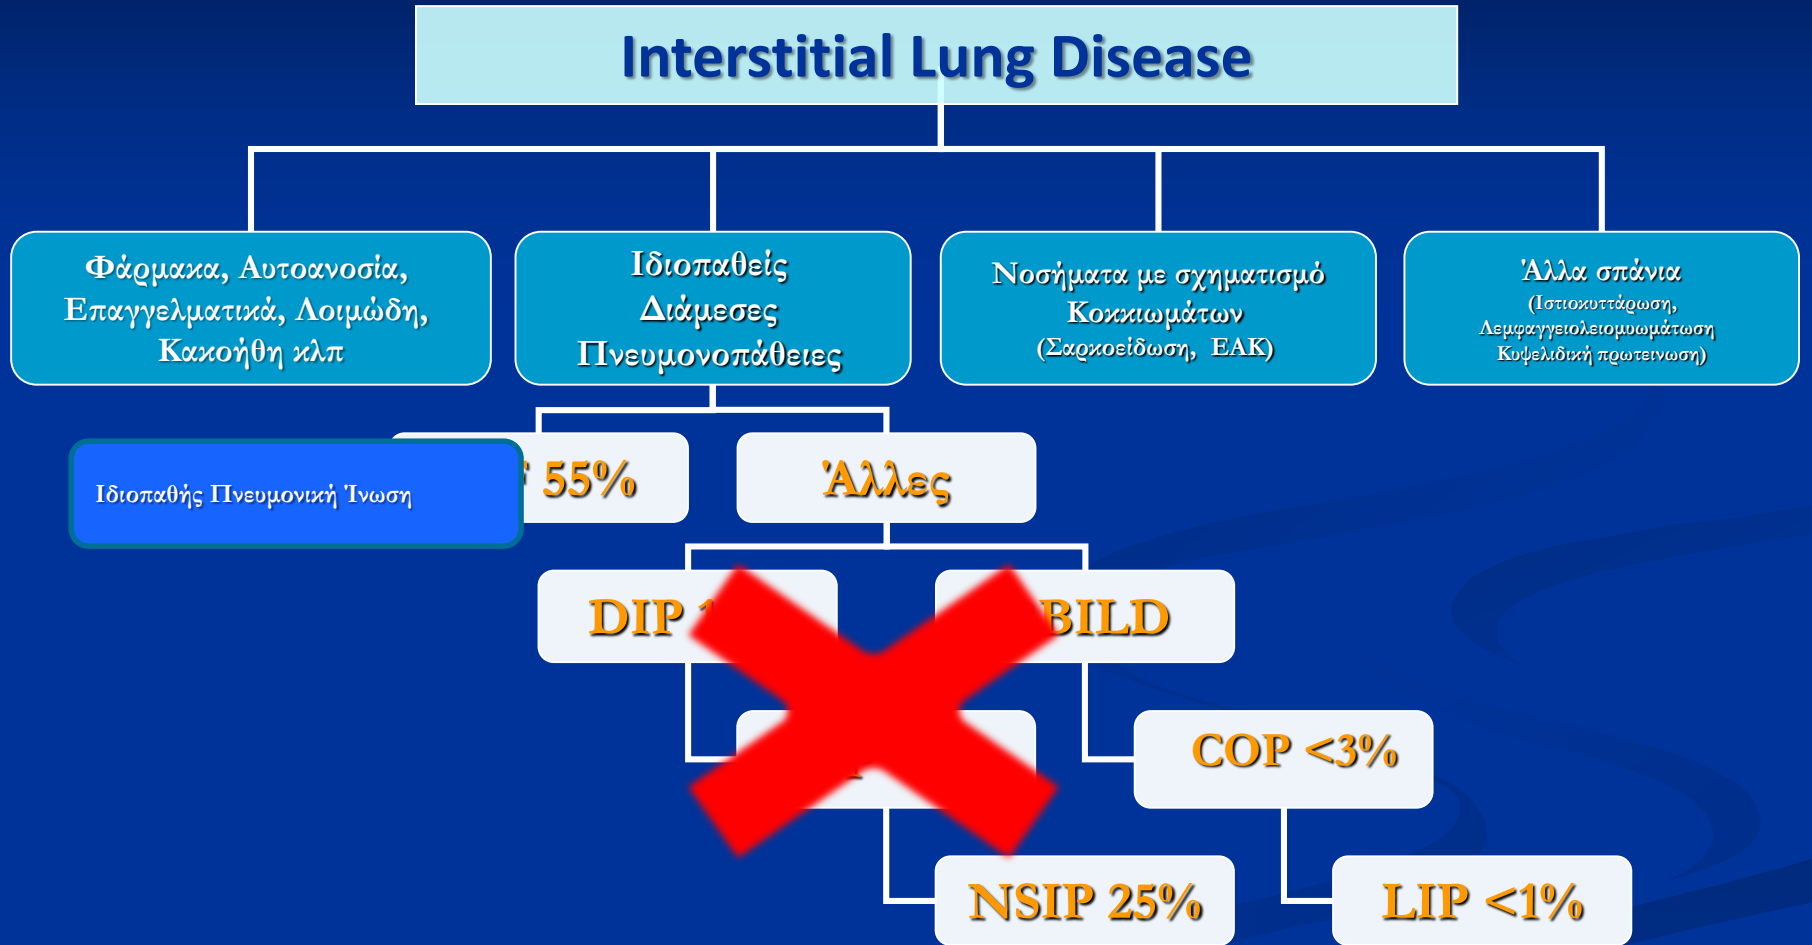 Interstitial Lung Disease
Φάρμακα, Αυτοανοσία,
Επαγγελματικά, Λοιμώδη,
Κακοήθη κλπ
Ιδιοπαθείς
Διάμεσες
Πνευμονοπάθειες
Νοσήματα με σχηματισμό
Κοκκιωμάτων
(Σαρκοείδωση, ΕΑΚ)
Άλλα σπάνια
(Ιστιοκυττάρωση,
Λεμφαγγειολειομυωμάτωση
Κυψελιδική πρωτεινωση)
Ιδιοπαθής Πνευμονική Ίνωση
55%
Άλλες
DIP
BILD
COP <3%
NSIP 25%
LIP <1%